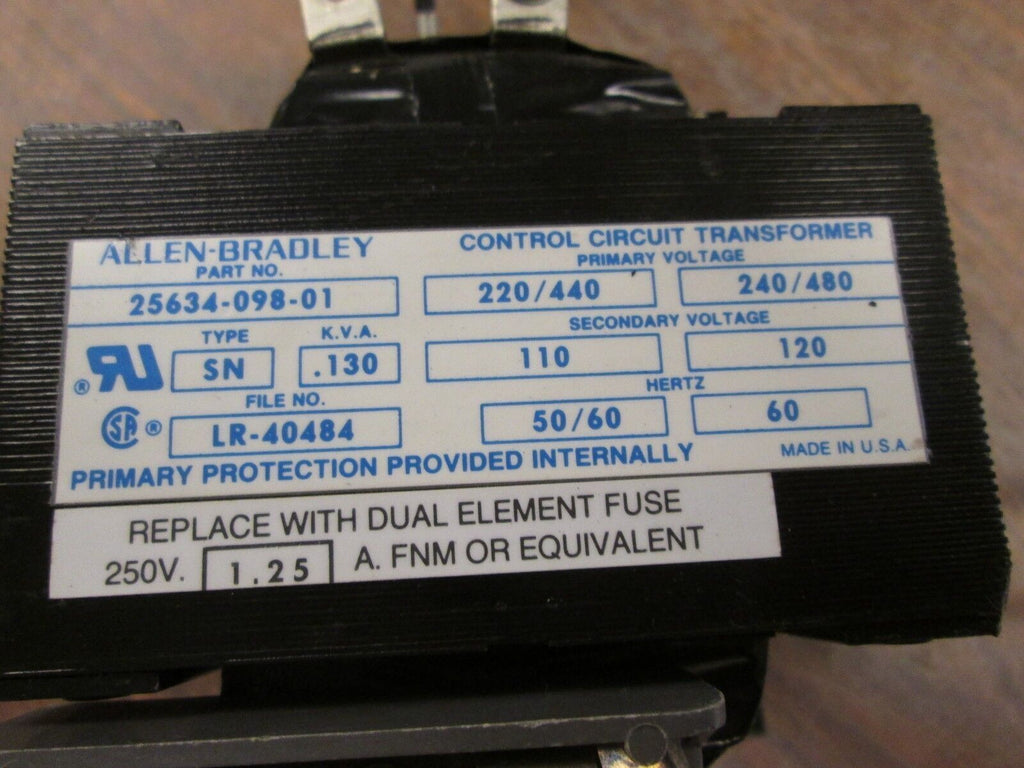 ALLEN-BRADLEY
CONTROL CIRCUIT TRANSFORMER
PART NO.
PRIMARY VOLTAGE
25634-098-01
220/440
240/480
TYPE
K.V.A.
SECONDARY VOLTAGE
® RU
SN
.130
110
120
FILE NO.
HERTZ
SA ®
LR-40484
50/60
60
PRIMARY PROTECTION PROVIDED INTERNALLY
MADE IN U.S.A.
REPLACE WITH DUAL ELEMENT FUSE
250V. 1.25 A. FNM OR EQUIVALENT